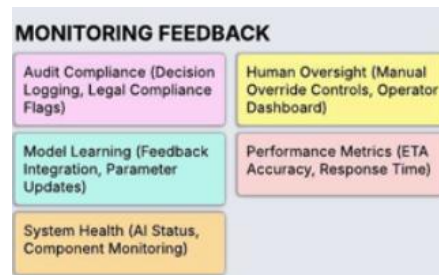 MONITORING FEEDBACK
Audit Compliance (Decision
Logging, Legal Compliance
Flags)
Human Oversight (Manual
Override Controls, Operator
Dashboard)
Model Learning (Feedback
Integration, Parameter
Updates)
Performance Metrics (ETA
Accuracy, Response Time)
System Health (AI Status,
Component Monitoring)